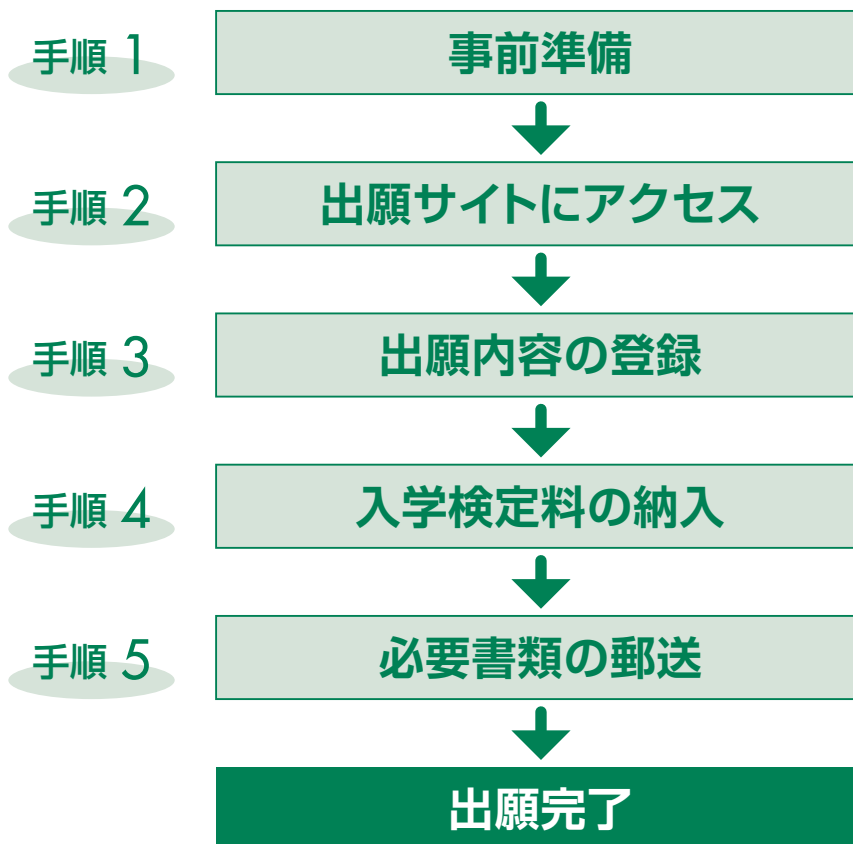 手順 1 事前準備
手順 2 出願サイトにアクセス
手順 3 出願内容の登録
手順 4 入学検定料の納入
手順 5 必要書類の郵送
出願完了